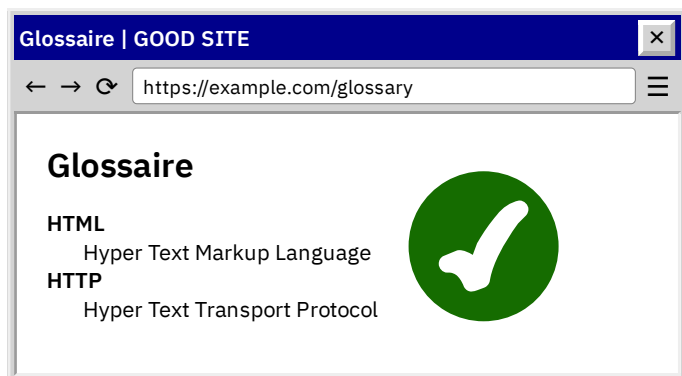 Glossaire | GOOD SITE
https://example.com/glossary
Glossaire
HTML
Hyper Text Markup Language
HTTP
Hyper Text Transport Protocol